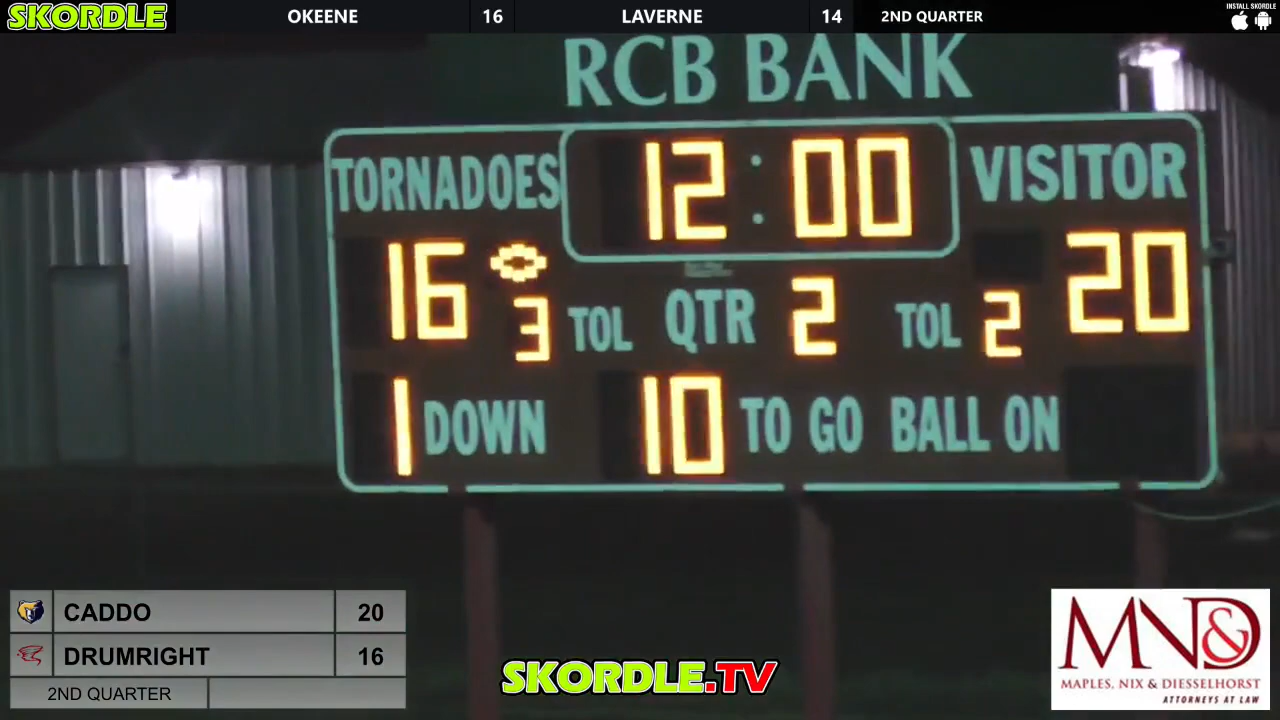 SKORDLE OKEENE 16 LAVERNE 14 2ND QUARTER INSTALL SKORDLE
RCB BANK
TORNADOES 12:00 VISITOR
16 3 TOL QTR 2 TOL 2 20
1 DOWN 10 TO GO BALL ON
CADDO 20
DRUMRIGHT 16
2ND QUARTER
SKORDLE.TV
MN&D
MAPLES, NIX & DIESSELHORST
ATTORNEYS AT LAW